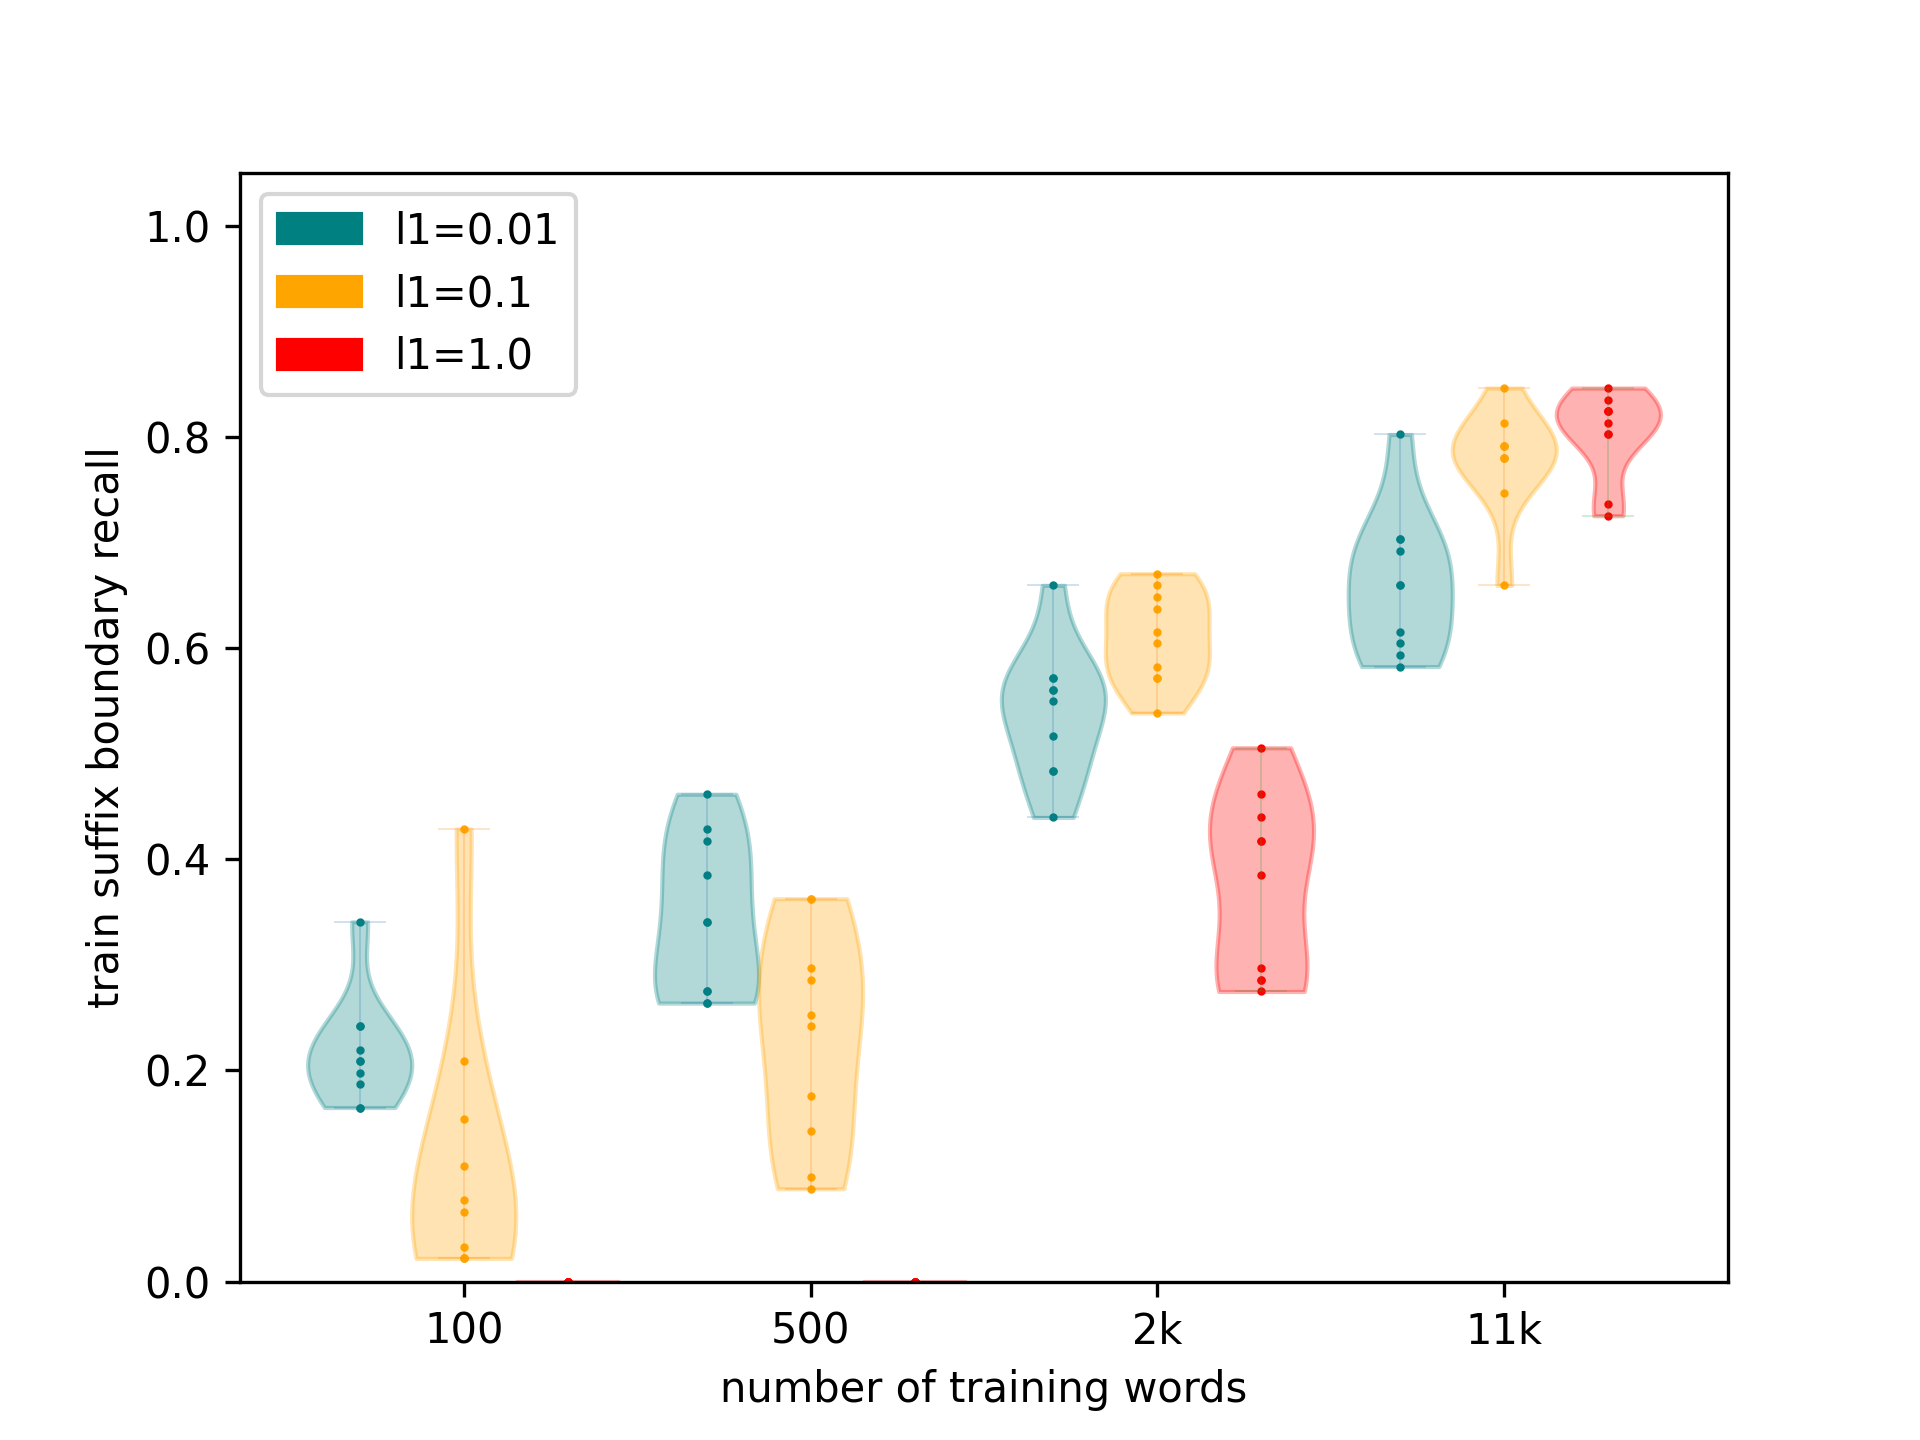 l1=0.01
l1=0.1
l1=1.0
train suffix boundary recall
1.0
0.8
0.6
0.4
0.2
0.0
100 500 2k 11k
number of training words